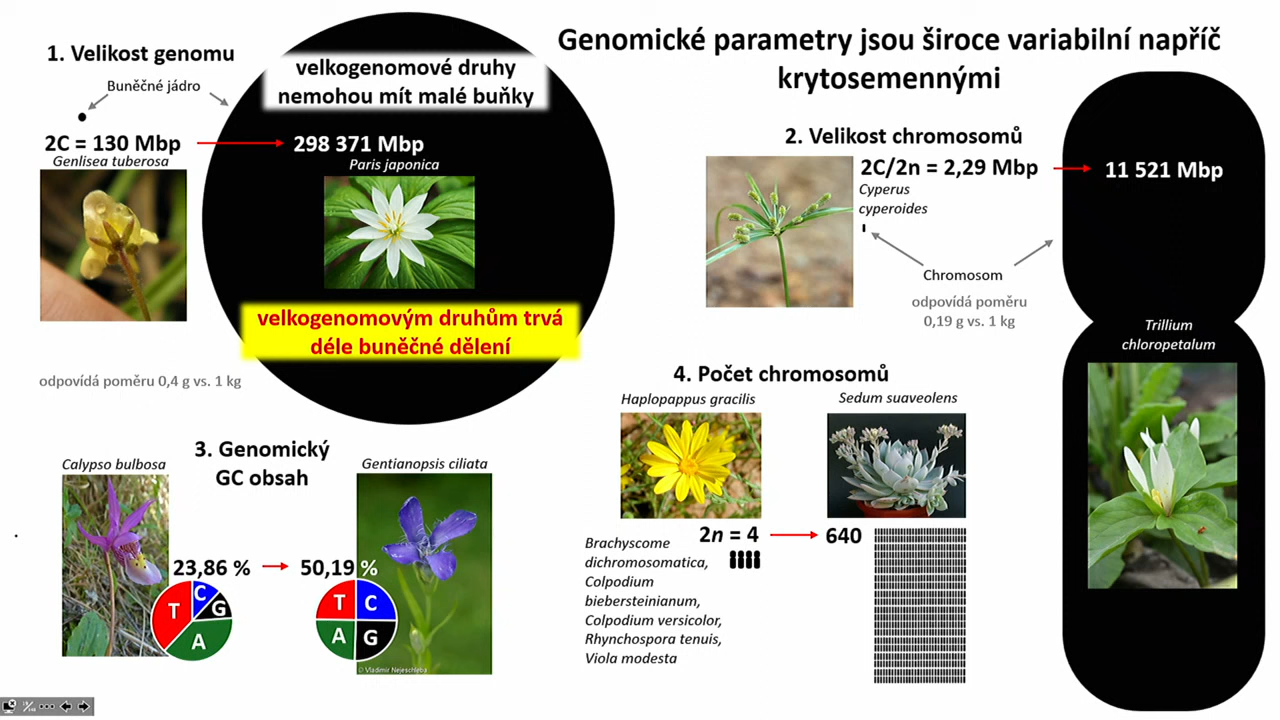 Genomické parametry jsou široce variabilní napříč
krytosemennými
1. Velikost genomu
Buněčné jádro
velkogenomové druhy
nemohou mít malé buňky
2C = 130 Mbp
298 371 Mbp
Genlisea tuberosa
Paris japonica
velkogenomovým druhům trvá
déle buněčné dělení
odpovídá poměru 0,4 g vs. 1 kg
2. Velikost chromosomů
2C/2n = 2,29 Mbp
11 521 Mbp
Cyperus
cyperoides
Chromosom
odpovídá poměru
0,19 g vs. 1 kg
Trillium
chloropetalum
3. Genomický
GC obsah
Calypso bulbosa
Gentianopsis ciliata
23,86 %
50,19 %
T C G A
T C A G
© Vladimír Nejeschleba
4. Počet chromosomů
Haplopappus gracilis
Sedum suaveolens
2n = 4
640
Brachyscome
dichromosomatica,
Colpodium
biebersteinianum,
Colpodium versicolor,
Rhynchospora tenuis,
Viola modesta